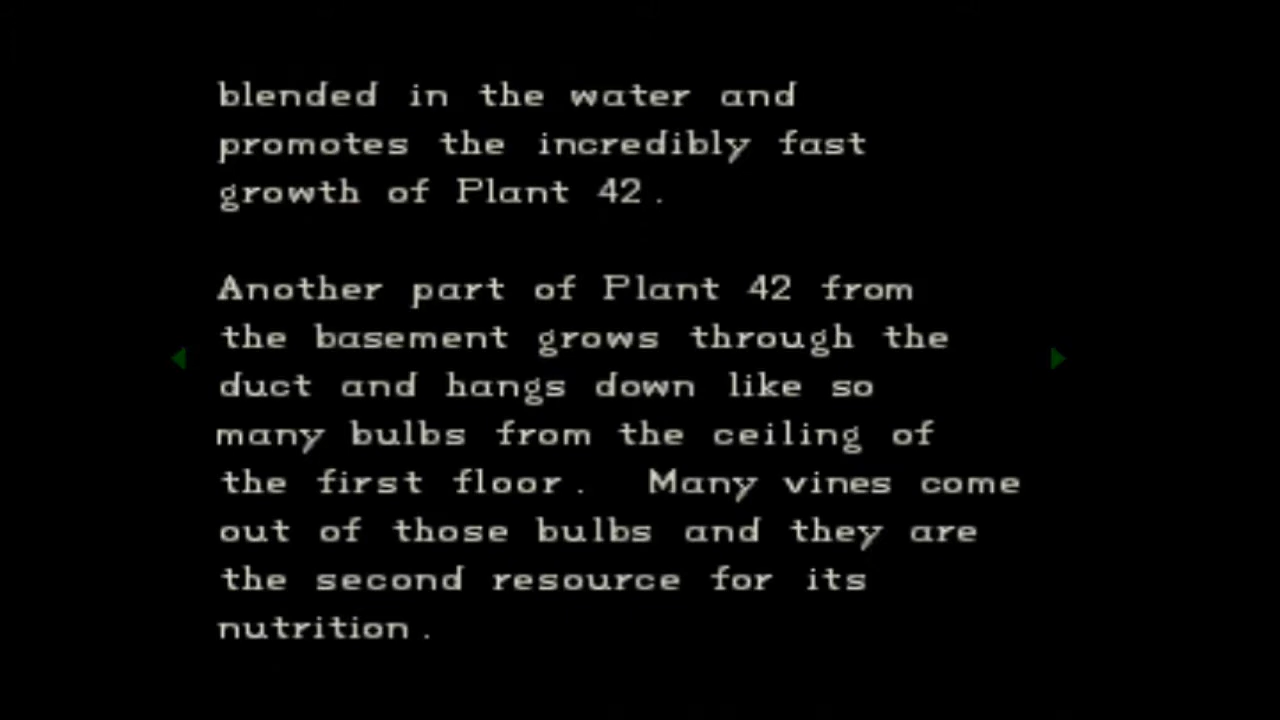 blended in the water and
promotes the incredibly fast
growth of Plant 42.
Another part of Plant 42 from
the basement grows through the
duct and hangs down like so
many bulbs from the ceiling of
the first floor. Many vines come
out of those bulbs and they are
the second resource for its
nutrition.